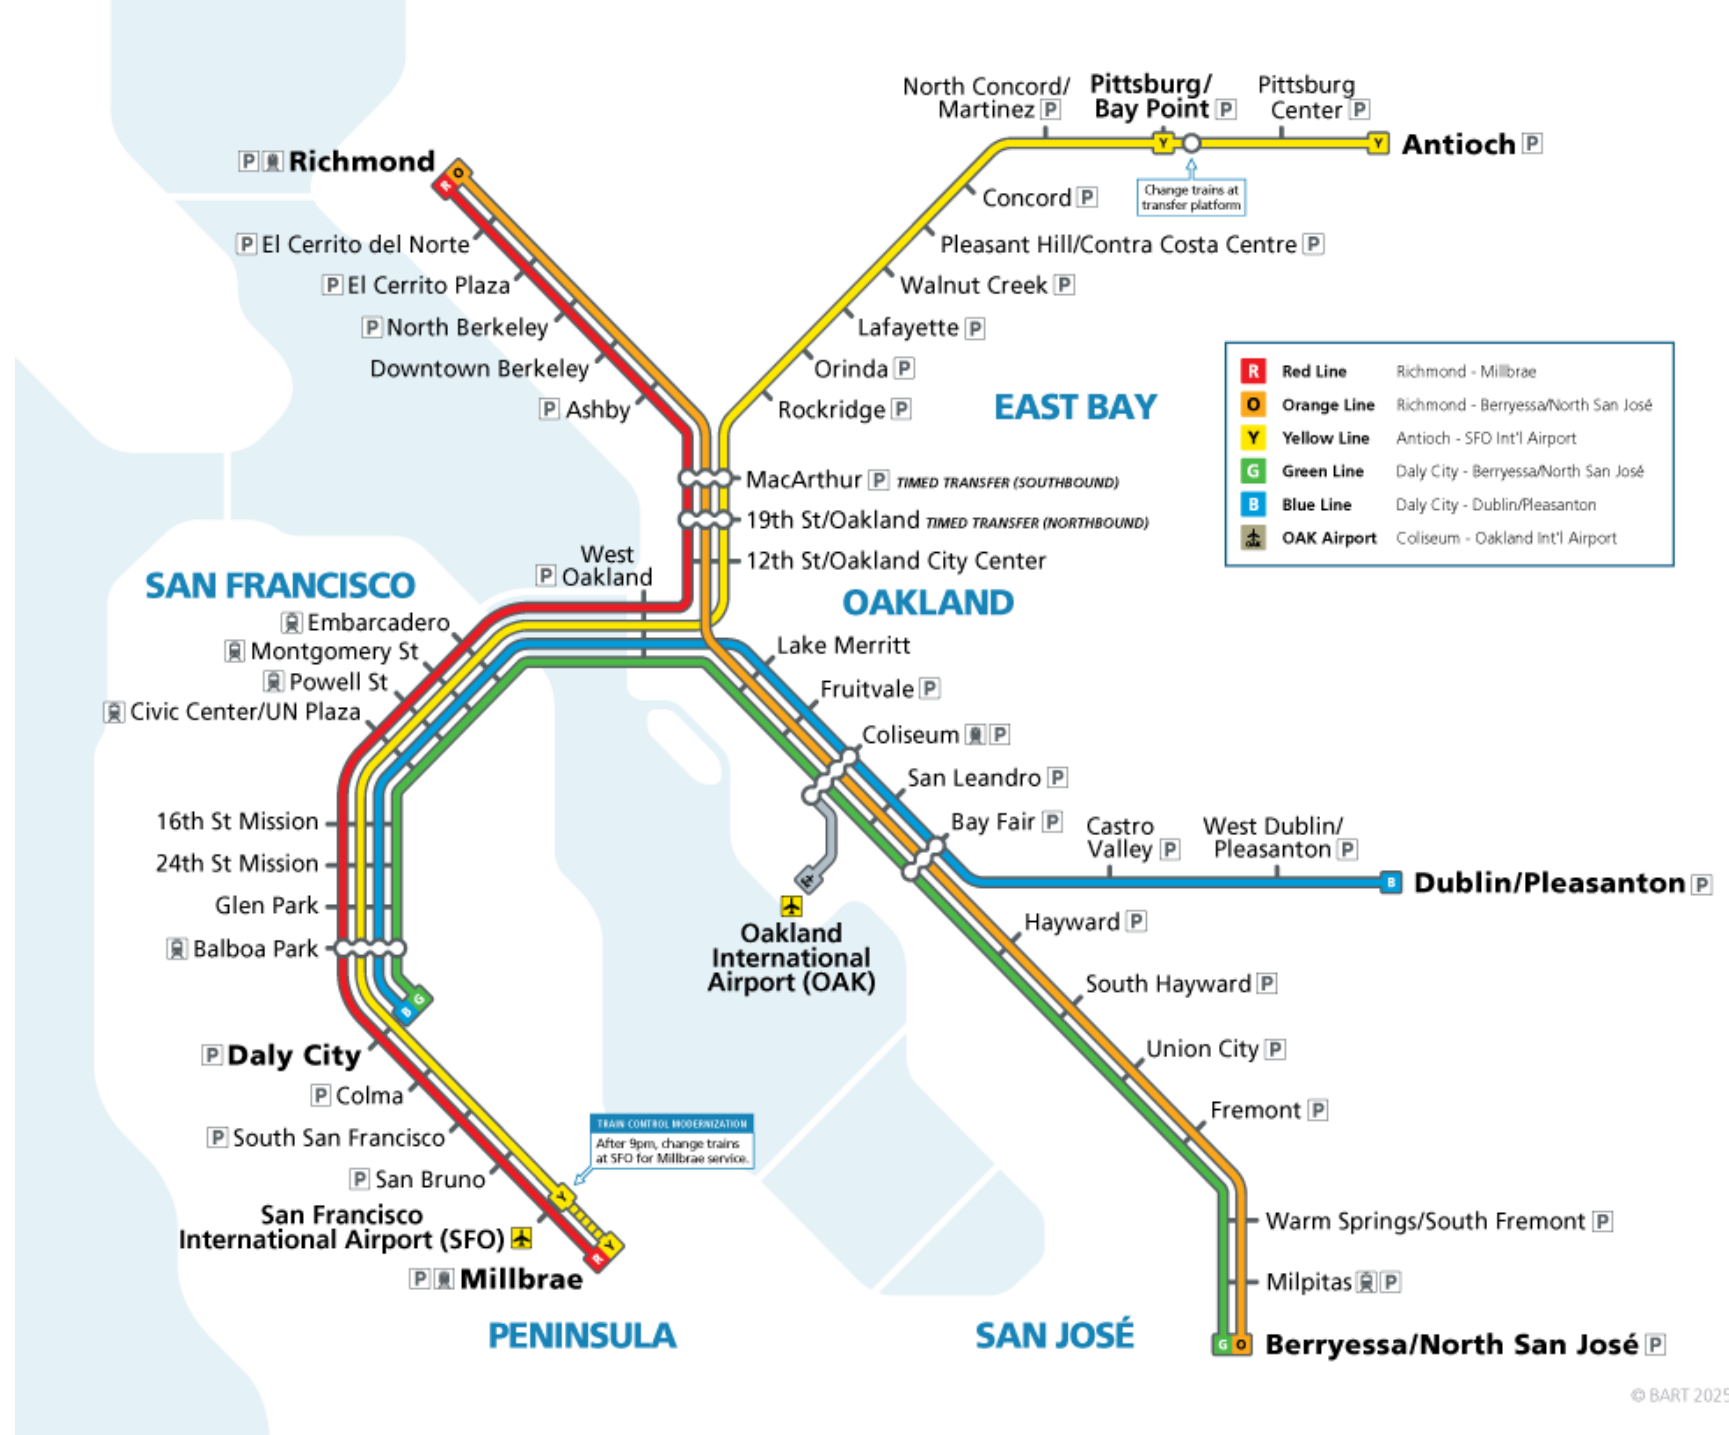 North Concord/
Martinez P
Pittsburg/
Bay Point P
Pittsburg
Center P
Y
Y
Antioch P
Change trains at
transfer platform
P Richmond
O
R
Concord P
P El Cerrito del Norte
Pleasant Hill/Contra Costa Centre P
P El Cerrito Plaza
Walnut Creek P
P North Berkeley
Lafayette P
Downtown Berkeley
Orinda P
P Ashby
Rockridge P
EAST BAY
R Red Line Richmond - Millbrae
O Orange Line Richmond - Berryessa/North San José
Y Yellow Line Antioch - SFO Int'l Airport
G Green Line Daly City - Berryessa/North San José
B Blue Line Daly City - Dublin/Pleasanton
OAK Airport Coliseum - Oakland Int'l Airport
MacArthur P TIMED TRANSFER (SOUTHBOUND)
19th St/Oakland TIMED TRANSFER (NORTHBOUND)
12th St/Oakland City Center
West
P Oakland
SAN FRANCISCO
OAKLAND
Embarcadero
Montgomery St
Powell St
Civic Center/UN Plaza
Lake Merritt
Fruitvale P
Coliseum P
San Leandro P
Bay Fair P
Castro
Valley P
West Dublin/
Pleasanton P
B
Dublin/Pleasanton P
16th St Mission
24th St Mission
Glen Park
Balboa Park
G
B
Oakland
International
Airport (OAK)
Hayward P
South Hayward P
Union City P
Fremont P
P Daly City
P Colma
P South San Francisco
P San Bruno
TRAIN CONTROL MODERNIZATION
After 9pm, change trains
at SFO for Millbrae service.
Y
San Francisco
International Airport (SFO)
Y
R
P Millbrae
Warm Springs/South Fremont P
Milpitas P
PENINSULA
SAN JOSÉ
G O
Berryessa/North San José P
© BART 2025